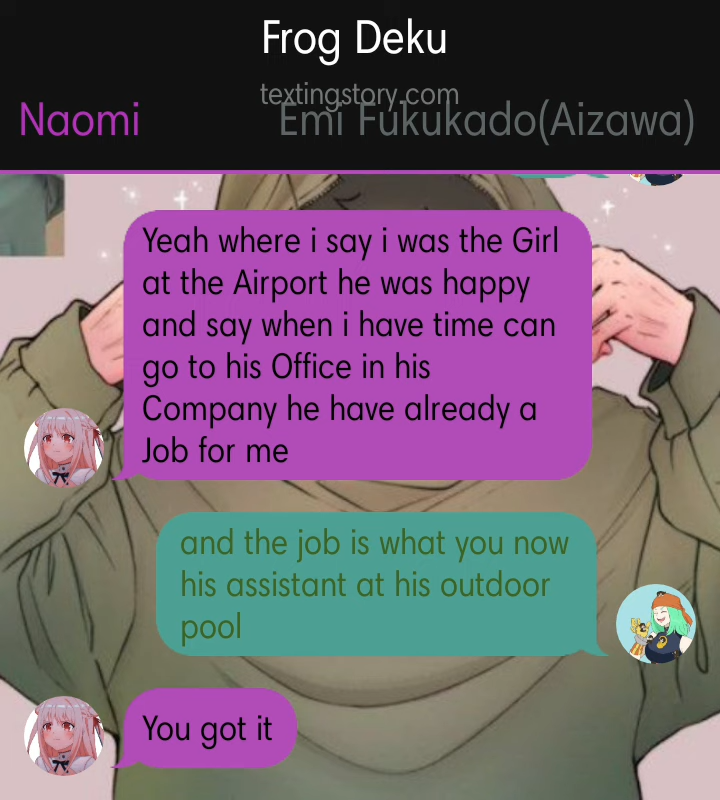 Frog Deku
textingstory.com
Naomi
Emi Fukukado(Aizawa)
Yeah where i say i was the Girl
at the Airport he was happy
and say when i have time can
go to his Office in his
Company he have already a
Job for me
and the job is what you now
his assistant at his outdoor
pool
You got it